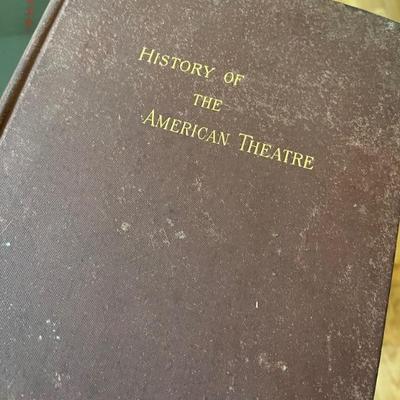 HISTORY OF
THE
AMERICAN THEATRE